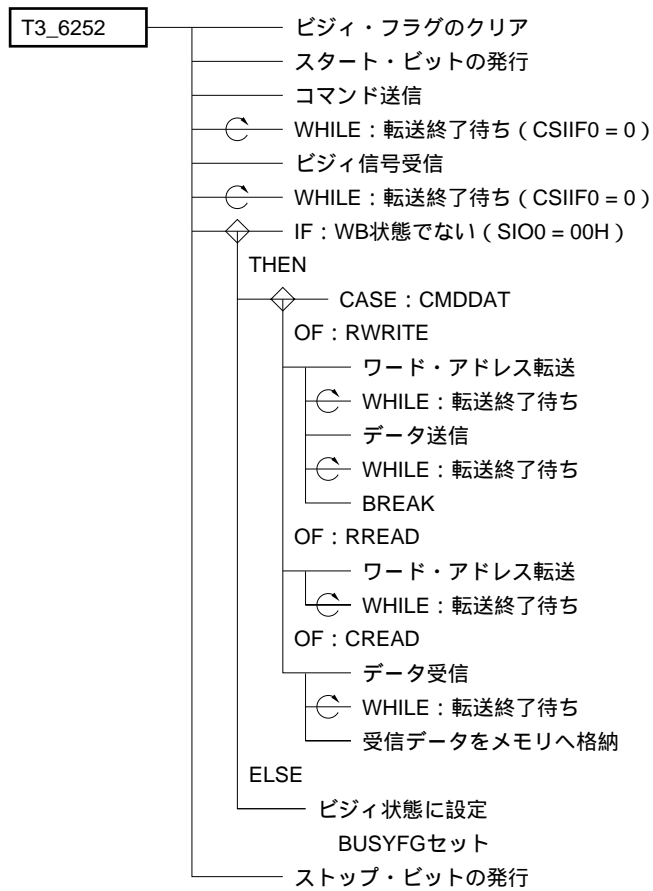 T3_6252
ビジィ・フラグのクリア
スタート・ビットの発行
コマンド送信
WHILE：転送終了待ち（CSIIF0 = 0）
ビジィ信号受信
WHILE：転送終了待ち（CSIIF0 = 0）
IF：WB状態でない（SIO0 = 00H）
THEN
CASE：CMDDAT
OF：RWRITE
ワード・アドレス転送
WHILE：転送終了待ち
データ送信
WHILE：転送終了待ち
BREAK
OF：RREAD
ワード・アドレス転送
WHILE：転送終了待ち
OF：CREAD
データ受信
WHILE：転送終了待ち
受信データをメモリへ格納
ELSE
ビジィ状態に設定
BUSYFGセット
ストップ・ビットの発行